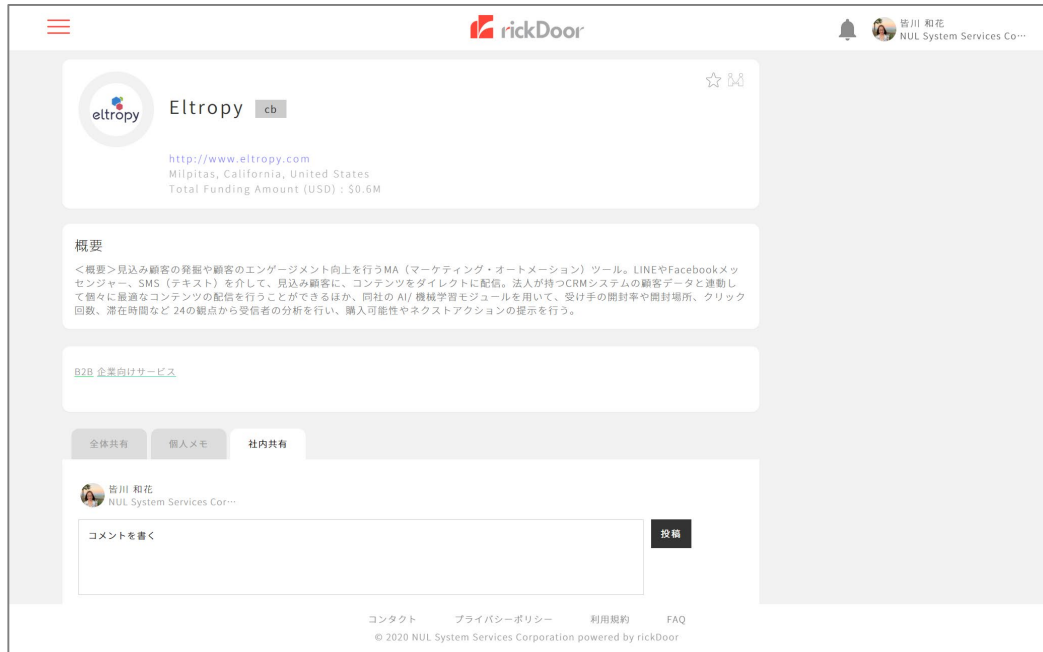 rickDoor
皆川 和花
NUL System Services Co…
eltropy
Eltropy cb
http://www.eltropy.com
Milpitas, California, United States
Total Funding Amount (USD) : $0.6M
概要
＜概要＞見込み顧客の発掘や顧客のエンゲージメント向上を行うMA（マーケティング・オートメーション）ツール。LINEやFacebookメッ
センジャー、SMS（テキスト）を介して、見込み顧客に、コンテンツをダイレクトに配信。法人が持つCRMシステムの顧客データと連動し
て個々に最適なコンテンツの配信を行うことができるほか、同社の AI/ 機械学習モジュールを用いて、受け手の開封率や開封場所、クリック
回数、滞在時間など 24の観点から受信者の分析を行い、購入可能性やネクストアクションの提示を行う。
B2B 企業向けサービス
全体共有 個人メモ 社内共有
皆川 和花
NUL System Services Cor…
コメントを書く
投稿
コンタクト プライバシーポリシー 利用規約 FAQ
© 2020 NUL System Services Corporation powered by rickDoor